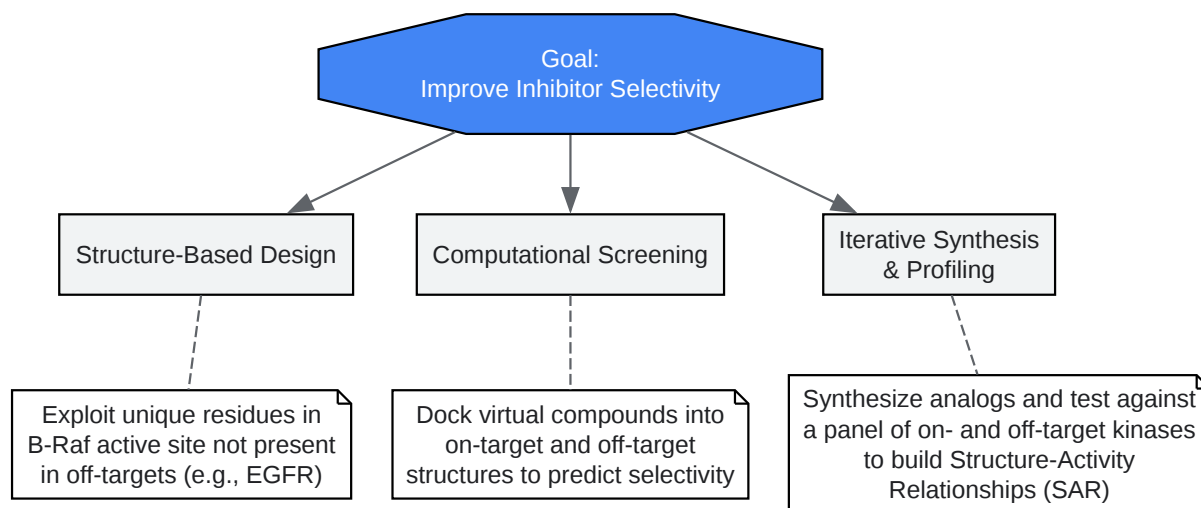 Goal:
Improve Inhibitor Selectivity
Structure-Based Design
Computational Screening
Iterative Synthesis
& Profiling
Exploit unique residues in
B-Raf active site not present
in off-targets (e.g., EGFR)
Dock virtual compounds into
on-target and off-target
structures to predict selectivity
Synthesize analogs and test against
a panel of on- and off-target kinases
to build Structure-Activity
Relationships (SAR)